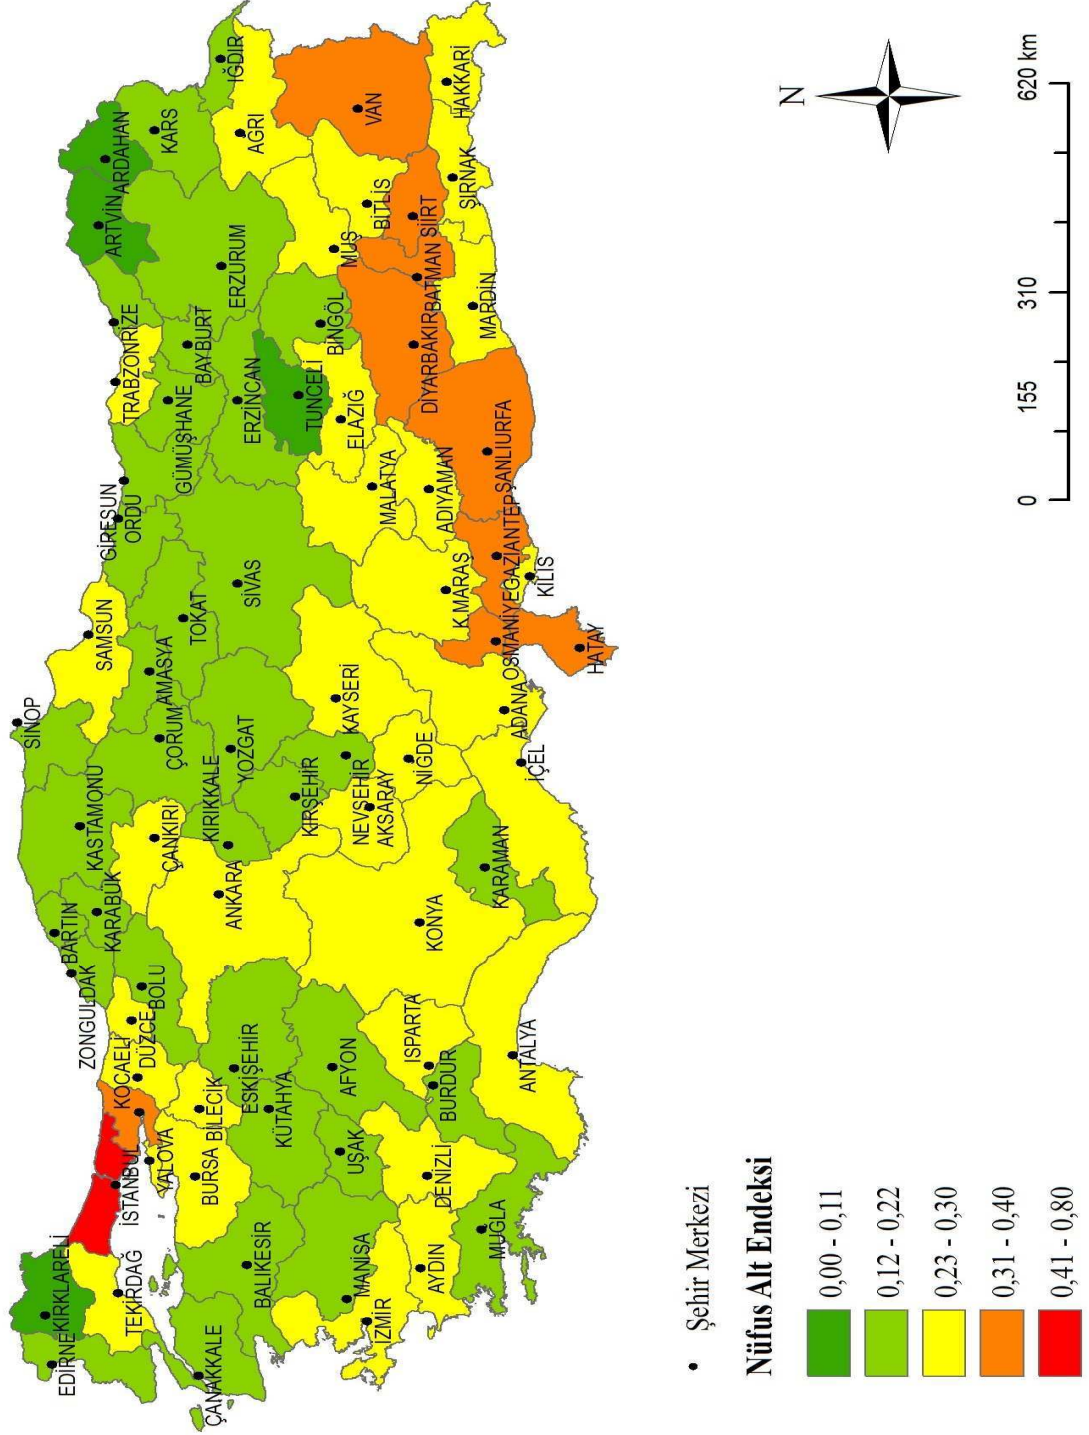 EDİRNE
KIRKLARELİ
TEKİRDAĞ
İSTANBUL
KOCAELİ
YALOVA
ÇANAKKALE
BALIKESİR
BURSA
BİLECİK
DÜZCE
BOLU
ZONGULDAK
BARTIN
KARABÜK
KASTAMONU
SİNOP
ÇANKIRI
SAMSUN
ÇORUM
AMASYA
TOKAT
ORDU
GİRESUN
GÜMÜŞHANE
TRABZON
RİZE
BAYBURT
ARTVİN
ARDAHAN
KARS
IĞDIR
ERZURUM
ERZİNCAN
AĞRI
ESKİŞEHİR
KÜTAHYA
ANKARA
KIRIKKALE
YOZGAT
SİVAS
KIRŞEHİR
TUNCELİ
BİNGÖL
MUŞ
BİTLİS
VAN
MANİSA
UŞAK
AFYON
İZMİR
AYDIN
DENİZLİ
ISPARTA
BURDUR
MUĞLA
ANTALYA
KONYA
KARAMAN
NEVŞEHİR
AKSARAY
NİĞDE
KAYSERİ
İÇEL
ADANA
OSMANİYE
HATAY
K.MARAŞ
MALATYA
ELAZIĞ
ADIYAMAN
GAZİANTEP
KİLİS
ŞANLIURFA
DİYARBAKIR
BATMAN
SİİRT
MARDİN
ŞIRNAK
HAKKARİ
Şehir Merkezi
Nüfus Alt Endeksi
0,00 - 0,11
0,12 - 0,22
0,23 - 0,30
0,31 - 0,40
0,41 - 0,80
N
0 155 310 620 km